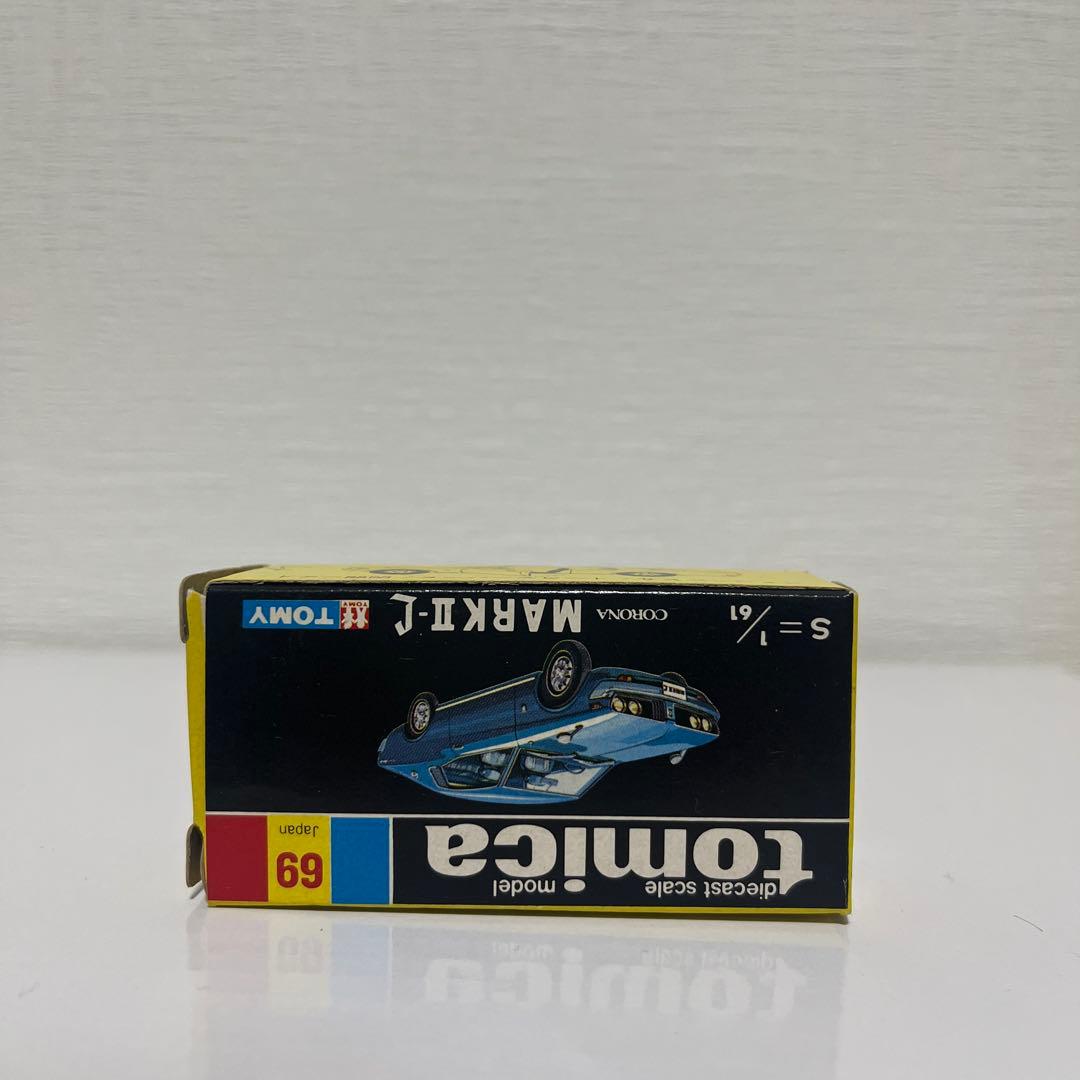 diecast scale model
tomica
69
Japan
S=1/61
CORONA MARKⅡ-L
TOMY
TOMY